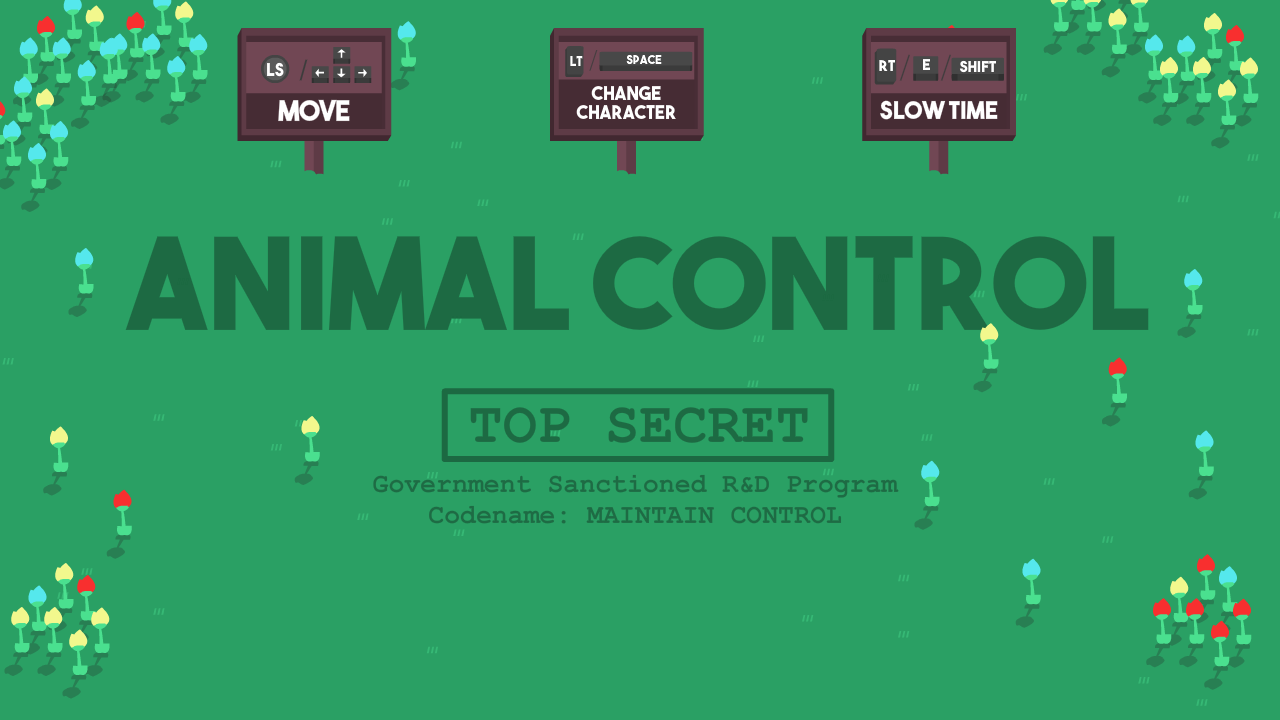 LS / ↑ ← ↓ →
MOVE
LT / SPACE
CHANGE
CHARACTER
RT / E / SHIFT
SLOW TIME
ANIMAL CONTROL
TOP SECRET
Government Sanctioned R&D Program
Codename: MAINTAIN CONTROL